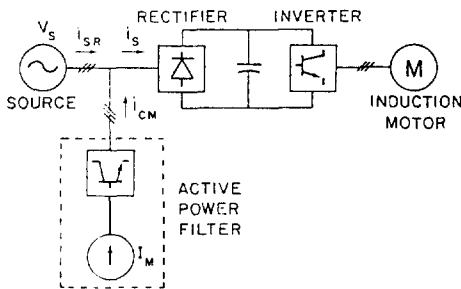 RECTIFIER
INVERTER
V_S
i_SR
i_S
SOURCE
M
INDUCTION
MOTOR
i_CM
ACTIVE
POWER
FILTER
I_M